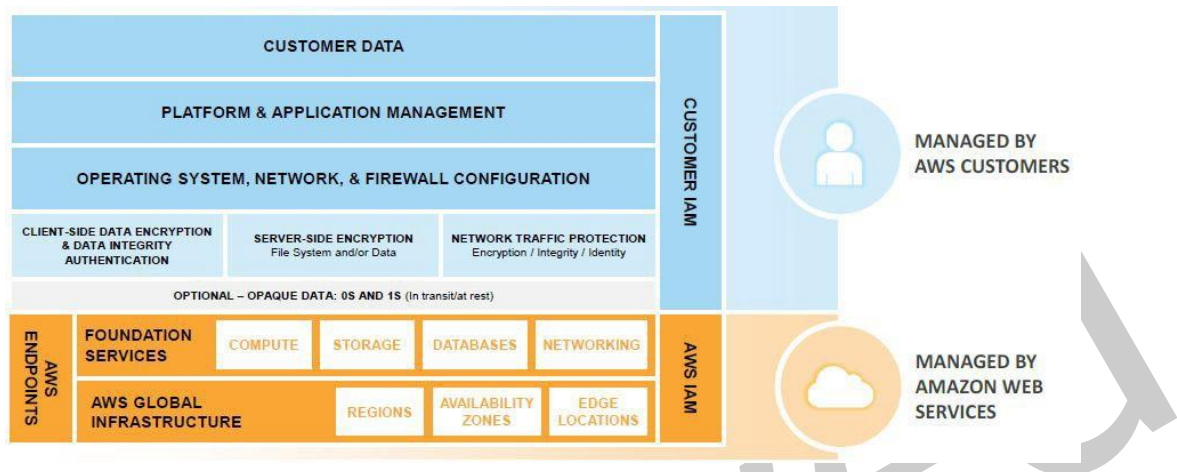 CUSTOMER DATA
PLATFORM & APPLICATION MANAGEMENT
OPERATING SYSTEM, NETWORK, & FIREWALL CONFIGURATION
CLIENT-SIDE DATA ENCRYPTION
& DATA INTEGRITY
AUTHENTICATION
SERVER-SIDE ENCRYPTION
File System and/or Data
NETWORK TRAFFIC PROTECTION
Encryption / Integrity / Identity
OPTIONAL – OPAQUE DATA: 0S AND 1S (In transit/at rest)
CUSTOMER IAM
MANAGED BY
AWS CUSTOMERS
AWS
ENDPOINTS
FOUNDATION
SERVICES
COMPUTE
STORAGE
DATABASES
NETWORKING
AWS GLOBAL
INFRASTRUCTURE
REGIONS
AVAILABILITY
ZONES
EDGE
LOCATIONS
AWS IAM
MANAGED BY
AMAZON WEB
SERVICES